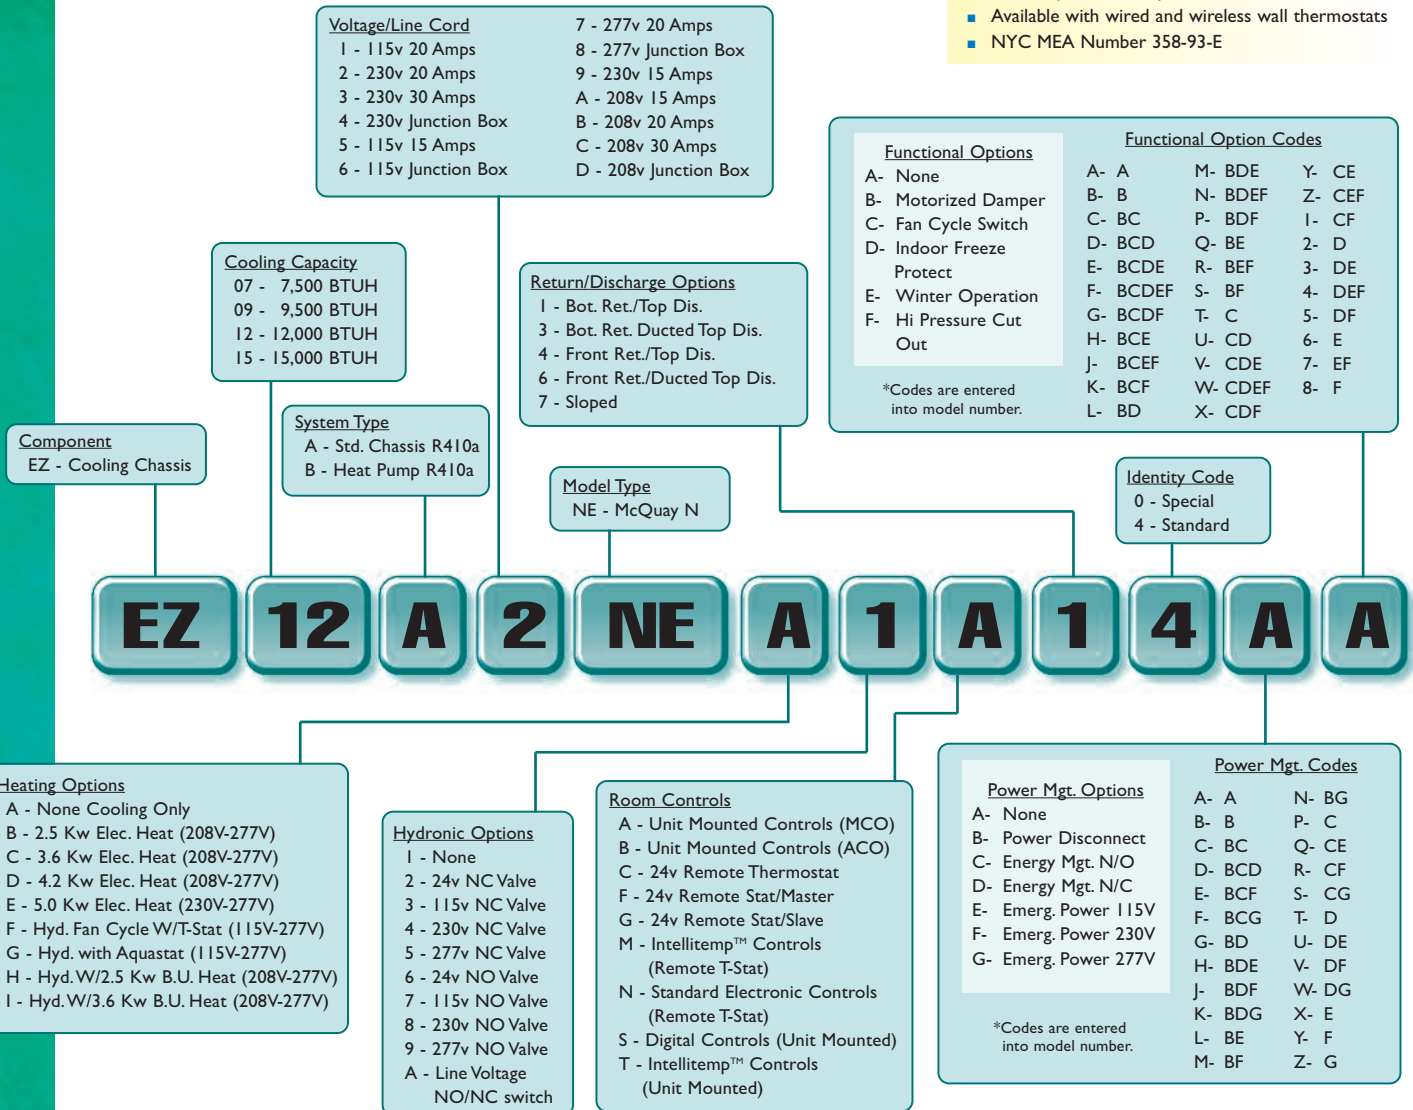 ■ Available with wired and wireless wall thermostats
■ NYC MEA Number 358-93-E
Voltage/Line Cord
1 - 115v 20 Amps
2 - 230v 20 Amps
3 - 230v 30 Amps
4 - 230v Junction Box
5 - 115v 15 Amps
6 - 115v Junction Box
7 - 277v 20 Amps
8 - 277v Junction Box
9 - 230v 15 Amps
A - 208v 15 Amps
B - 208v 20 Amps
C - 208v 30 Amps
D - 208v Junction Box
Functional Options
A- None
B- Motorized Damper
C- Fan Cycle Switch
D- Indoor Freeze
Protect
E- Winter Operation
F- Hi Pressure Cut
Out
*Codes are entered
into model number.
Functional Option Codes
A- A
B- B
C- BC
D- BCD
E- BCDE
F- BCDEF
G- BCDF
H- BCE
J- BCEF
K- BCF
L- BD
M- BDE
N- BDEF
P- BDF
Q- BE
R- BEF
S- BF
T- C
U- CD
V- CDE
W- CDEF
X- CDF
Y- CE
Z- CEF
1- CF
2- D
3- DE
4- DEF
5- DF
6- E
7- EF
8- F
Cooling Capacity
07 - 7,500 BTUH
09 - 9,500 BTUH
12 - 12,000 BTUH
15 - 15,000 BTUH
Return/Discharge Options
1 - Bot. Ret./Top Dis.
3 - Bot. Ret. Ducted Top Dis.
4 - Front Ret./Top Dis.
6 - Front Ret./Ducted Top Dis.
7 - Sloped
Component
EZ - Cooling Chassis
System Type
A - Std. Chassis R410a
B - Heat Pump R410a
Model Type
NE - McQuay N
Identity Code
0 - Special
4 - Standard
EZ 12 A 2 NE A 1 A 1 4 A A
Heating Options
A - None Cooling Only
B - 2.5 Kw Elec. Heat (208V-277V)
C - 3.6 Kw Elec. Heat (208V-277V)
D - 4.2 Kw Elec. Heat (208V-277V)
E - 5.0 Kw Elec. Heat (230V-277V)
F - Hyd. Fan Cycle W/T-Stat (115V-277V)
G - Hyd. with Aquastat (115V-277V)
H - Hyd. W/2.5 Kw B.U. Heat (208V-277V)
I - Hyd. W/3.6 Kw B.U. Heat (208V-277V)
Hydronic Options
1 - None
2 - 24v NC Valve
3 - 115v NC Valve
4 - 230v NC Valve
5 - 277v NC Valve
6 - 24v NO Valve
7 - 115v NO Valve
8 - 230v NO Valve
9 - 277v NO Valve
A - Line Voltage
NO/NC switch
Room Controls
A - Unit Mounted Controls (MCO)
B - Unit Mounted Controls (ACO)
C - 24v Remote Thermostat
F - 24v Remote Stat/Master
G - 24v Remote Stat/Slave
M - Intellitemp™ Controls
(Remote T-Stat)
N - Standard Electronic Controls
(Remote T-Stat)
S - Digital Controls (Unit Mounted)
T - Intellitemp™ Controls
(Unit Mounted)
Power Mgt. Options
A- None
B- Power Disconnect
C- Energy Mgt. N/O
D- Energy Mgt. N/C
E- Emerg. Power 115V
F- Emerg. Power 230V
G- Emerg. Power 277V
*Codes are entered
into model number.
Power Mgt. Codes
A- A
B- B
C- BC
D- BCD
E- BCF
F- BCG
G- BD
H- BDE
J- BDF
K- BDG
L- BE
M- BF
N- BG
P- C
Q- CE
R- CF
S- CG
T- D
U- DE
V- DF
W- DG
X- E
Y- F
Z- G